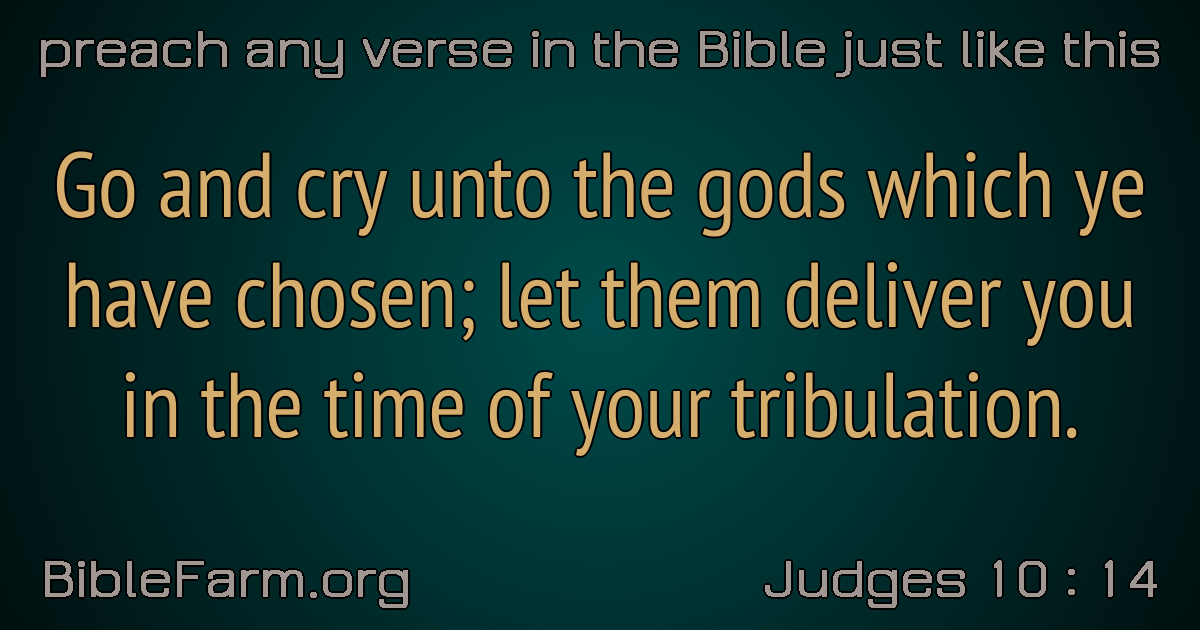 preach any verse in the Bible just like this
Go and cry unto the gods which ye
have chosen; let them deliver you
in the time of your tribulation.
BibleFarm.org
Judges 10 : 14